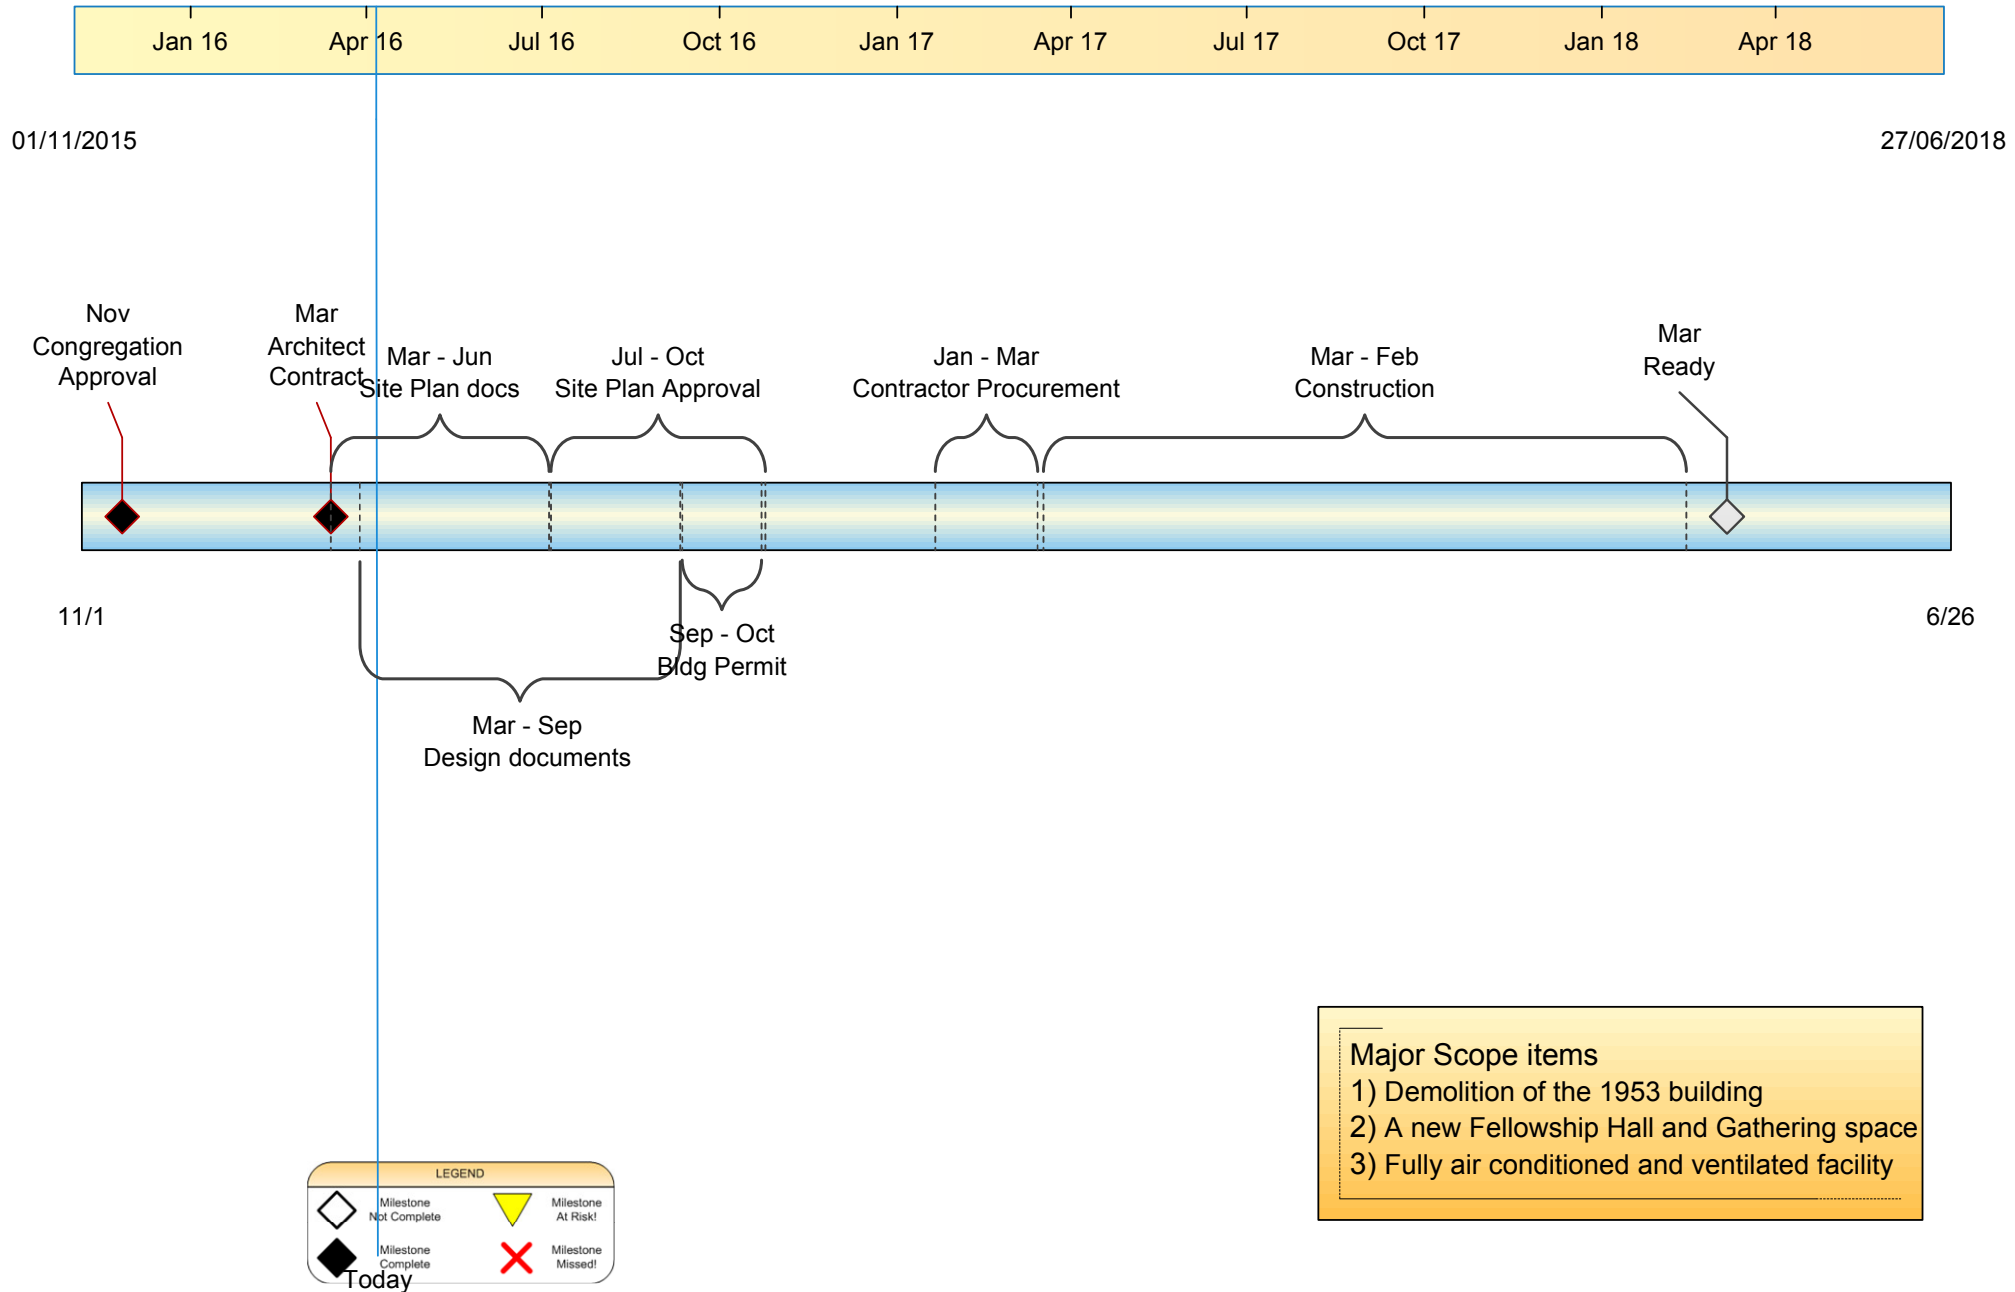 Jan 16
Apr 16
Jul 16
Oct 16
Jan 17
Apr 17
Jul 17
Oct 17
Jan 18
Apr 18
01/11/2015
27/06/2018
Nov
Congregation
Approval
Mar
Architect
Contract
Mar - Jun
Site Plan docs
Jul - Oct
Site Plan Approval
Jan - Mar
Contractor Procurement
Mar - Feb
Construction
Mar
Ready
11/1
6/26
Sep - Oct
Bldg Permit
Mar - Sep
Design documents
Major Scope items
1) Demolition of the 1953 building
2) A new Fellowship Hall and Gathering space
3) Fully air conditioned and ventilated facility
LEGEND
Milestone
Not Complete
Milestone
At Risk!
Milestone
Complete
Milestone
Missed!
Today